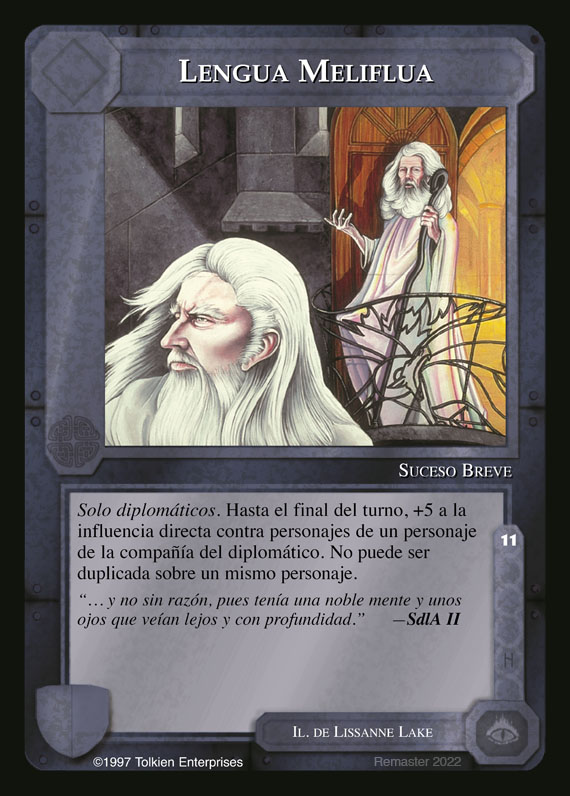 LENGUA MELIFLUA
SUCESO BREVE
Solo diplomáticos. Hasta el final del turno, +5 a la
influencia directa contra personajes de un personaje
de la compañía del diplomático. No puede ser
duplicada sobre un mismo personaje.
“… y no sin razón, pues tenía una noble mente y unos
ojos que veían lejos y con profundidad.” —SdlA II
11
H
IL. DE LISSANNE LAKE
©1997 Tolkien Enterprises
Remaster 2022